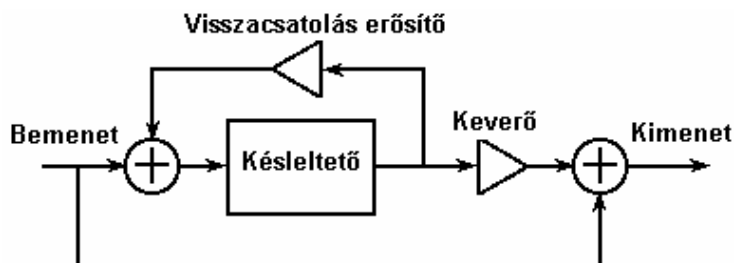 Visszacsatolás erősítő
Bemenet
Késleltető
Keverő
Kimenet